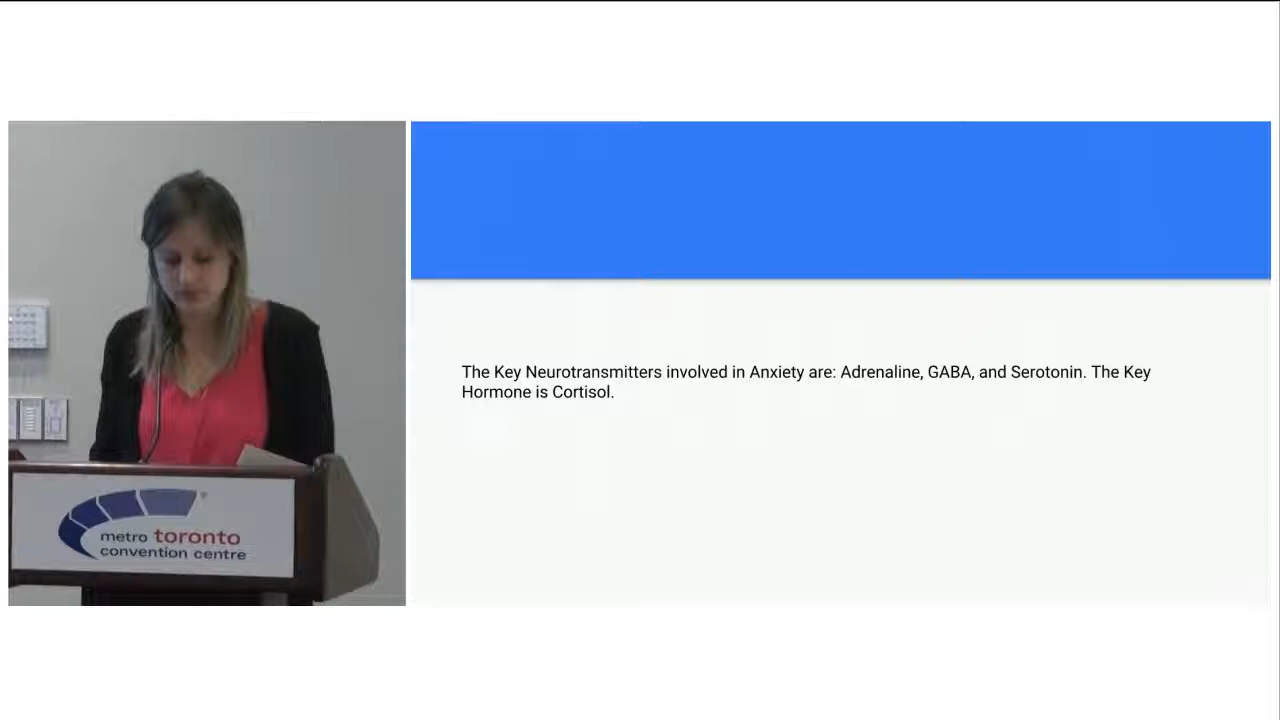 The Key Neurotransmitters involved in Anxiety are: Adrenaline, GABA, and Serotonin. The Key
Hormone is Cortisol.
metro toronto
convention centre